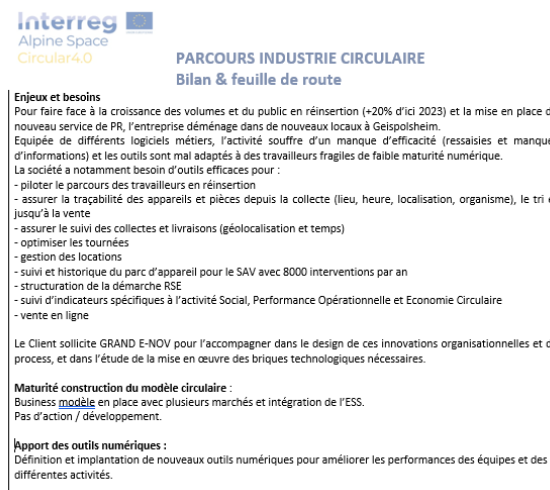 Interreg
Alpine Space
Circular4.0
PARCOURS INDUSTRIE CIRCULAIRE
Bilan & feuille de route
Enjeux et besoins
Pour faire face à la croissance des volumes et du public en réinsertion (+20% d'ici 2023) et la mise en place d
nouveau service de PR, l'entreprise déménage dans de nouveaux locaux à Geispolsheim.
Equipée de différents logiciels métiers, l'activité souffre d'un manque d'efficacité (ressaisies et manque
d'informations) et les outils sont mal adaptés à des travailleurs fragiles de faible maturité numérique.
La société a notamment besoin d'outils efficaces pour :
- piloter le parcours des travailleurs en réinsertion
- assurer la traçabilité des appareils et pièces depuis la collecte (lieu, heure, localisation, organisme), le tri e
jusqu'à la vente
- assurer le suivi des collectes et livraisons (géolocalisation et temps)
- optimiser les tournées
- gestion des locations
- suivi et historique du parc d'appareil pour le SAV avec 8000 interventions par an
- structuration de la démarche RSE
- suivi d'indicateurs spécifiques à l'activité Social, Performance Opérationnelle et Economie Circulaire
- vente en ligne
Le Client sollicite GRAND E-NOV pour l'accompagner dans le design de ces innovations organisationnelles et d
process, et dans l'étude de la mise en œuvre des briques technologiques nécessaires.
Maturité construction du modèle circulaire :
Business modèle en place avec plusieurs marchés et intégration de l'ESS.
Pas d'action / développement.
Apport des outils numériques :
Définition et implantation de nouveaux outils numériques pour améliorer les performances des équipes et des
différentes activités.